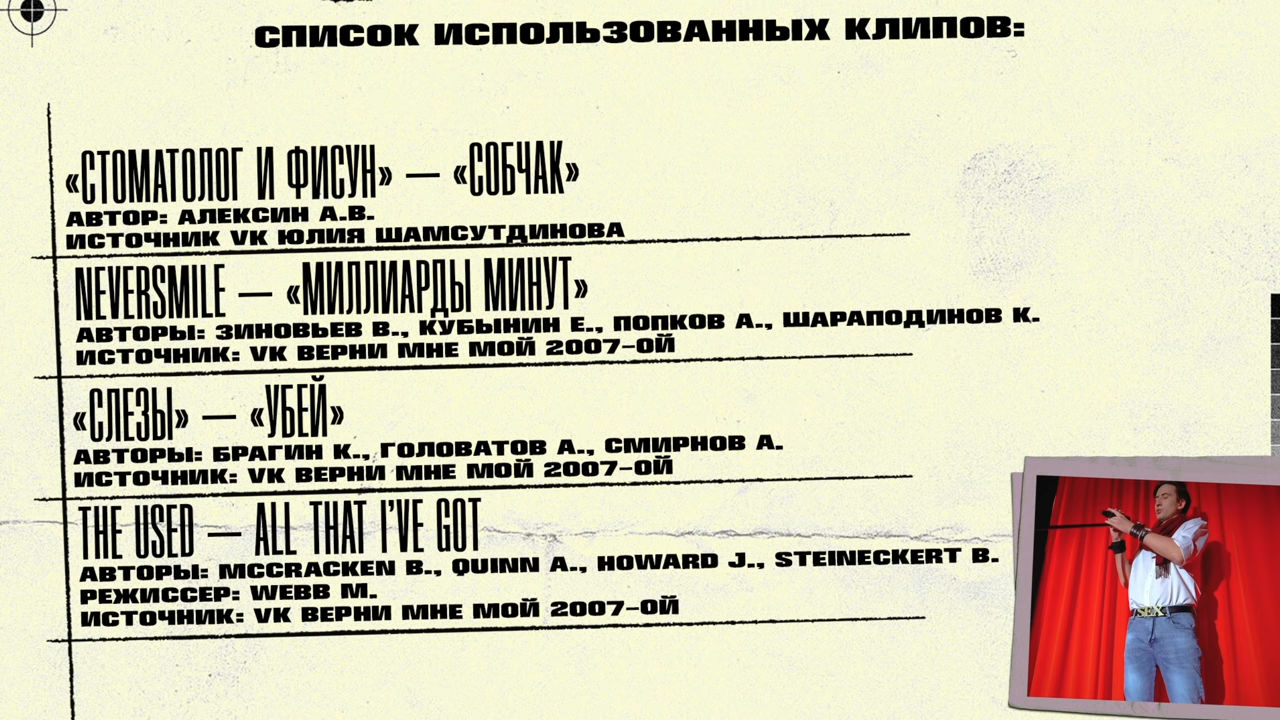 СПИСОК ИСПОЛЬЗОВАННЫХ КЛИПОВ:
«СТОМАТОЛОГ И ФИСУН» — «СОБЧАК»
АВТОР: АЛЕКСИН А.В.
ИСТОЧНИК VK ЮЛИЯ ШАМСУТДИНОВА
NEVERSMILE — «МИЛЛИАРДЫ МИНУТ»
АВТОРЫ: ЗИНОВЬЕВ В., КУБЫНИН Е., ПОПКОВ А., ШАРАПОДИНОВ К.
ИСТОЧНИК: VK ВЕРНИ МНЕ МОЙ 2007-ОЙ
«СЛЕЗЫ» — «УБЕЙ»
АВТОРЫ: БРАГИН К., ГОЛОВАТОВ А., СМИРНОВ А.
ИСТОЧНИК: VK ВЕРНИ МНЕ МОЙ 2007-ОЙ
THE USED — ALL THAT I'VE GOT
АВТОРЫ: MCCRACKEN B., QUINN A., HOWARD J., STEINECKERT B.
РЕЖИССЕР: WEBB M.
ИСТОЧНИК: VK ВЕРНИ МНЕ МОЙ 2007-ОЙ
SEX